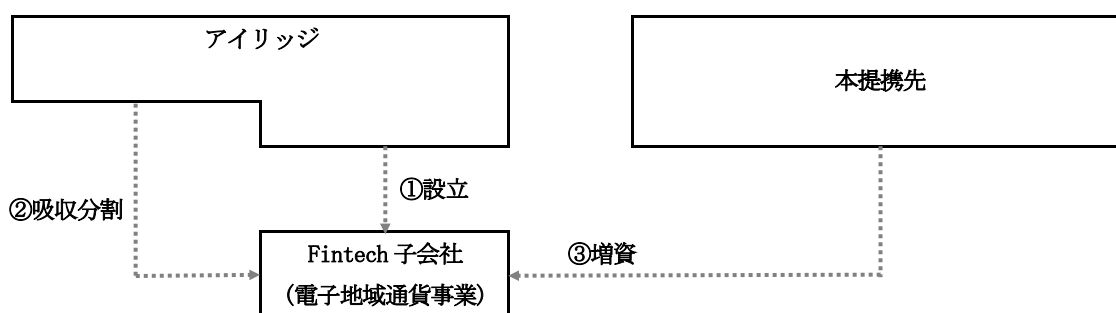 アイリッジ
本提携先
①設立
②吸収分割
Fintech 子会社
(電子地域通貨事業)
③増資